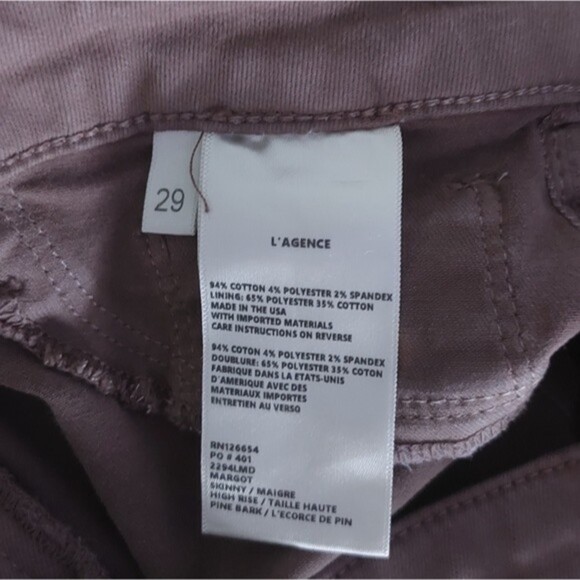 29
L'AGENCE
94% COTTON 4% POLYESTER 2% SPANDEX
LINING: 65% POLYESTER 35% COTTON
MADE IN THE USA
WITH IMPORTED MATERIALS
CARE INSTRUCTIONS ON REVERSE
94% COTON 4% POLYESTER 2% SPANDEX
DOUBLURE: 65% POLYESTER 35% COTON
FABRIQUE DANS LA ETATS-UNIS
D'AMERIQUE AVEC DES
MATERIAUX IMPORTES
ENTRETIEN AU VERSO
RN126654
PO # 401
2294LMD
MARGOT
SKINNY / MAIGRE
HIGH RISE / TAILLE HAUTE
PINE BARK / L'ECORCE DE PIN